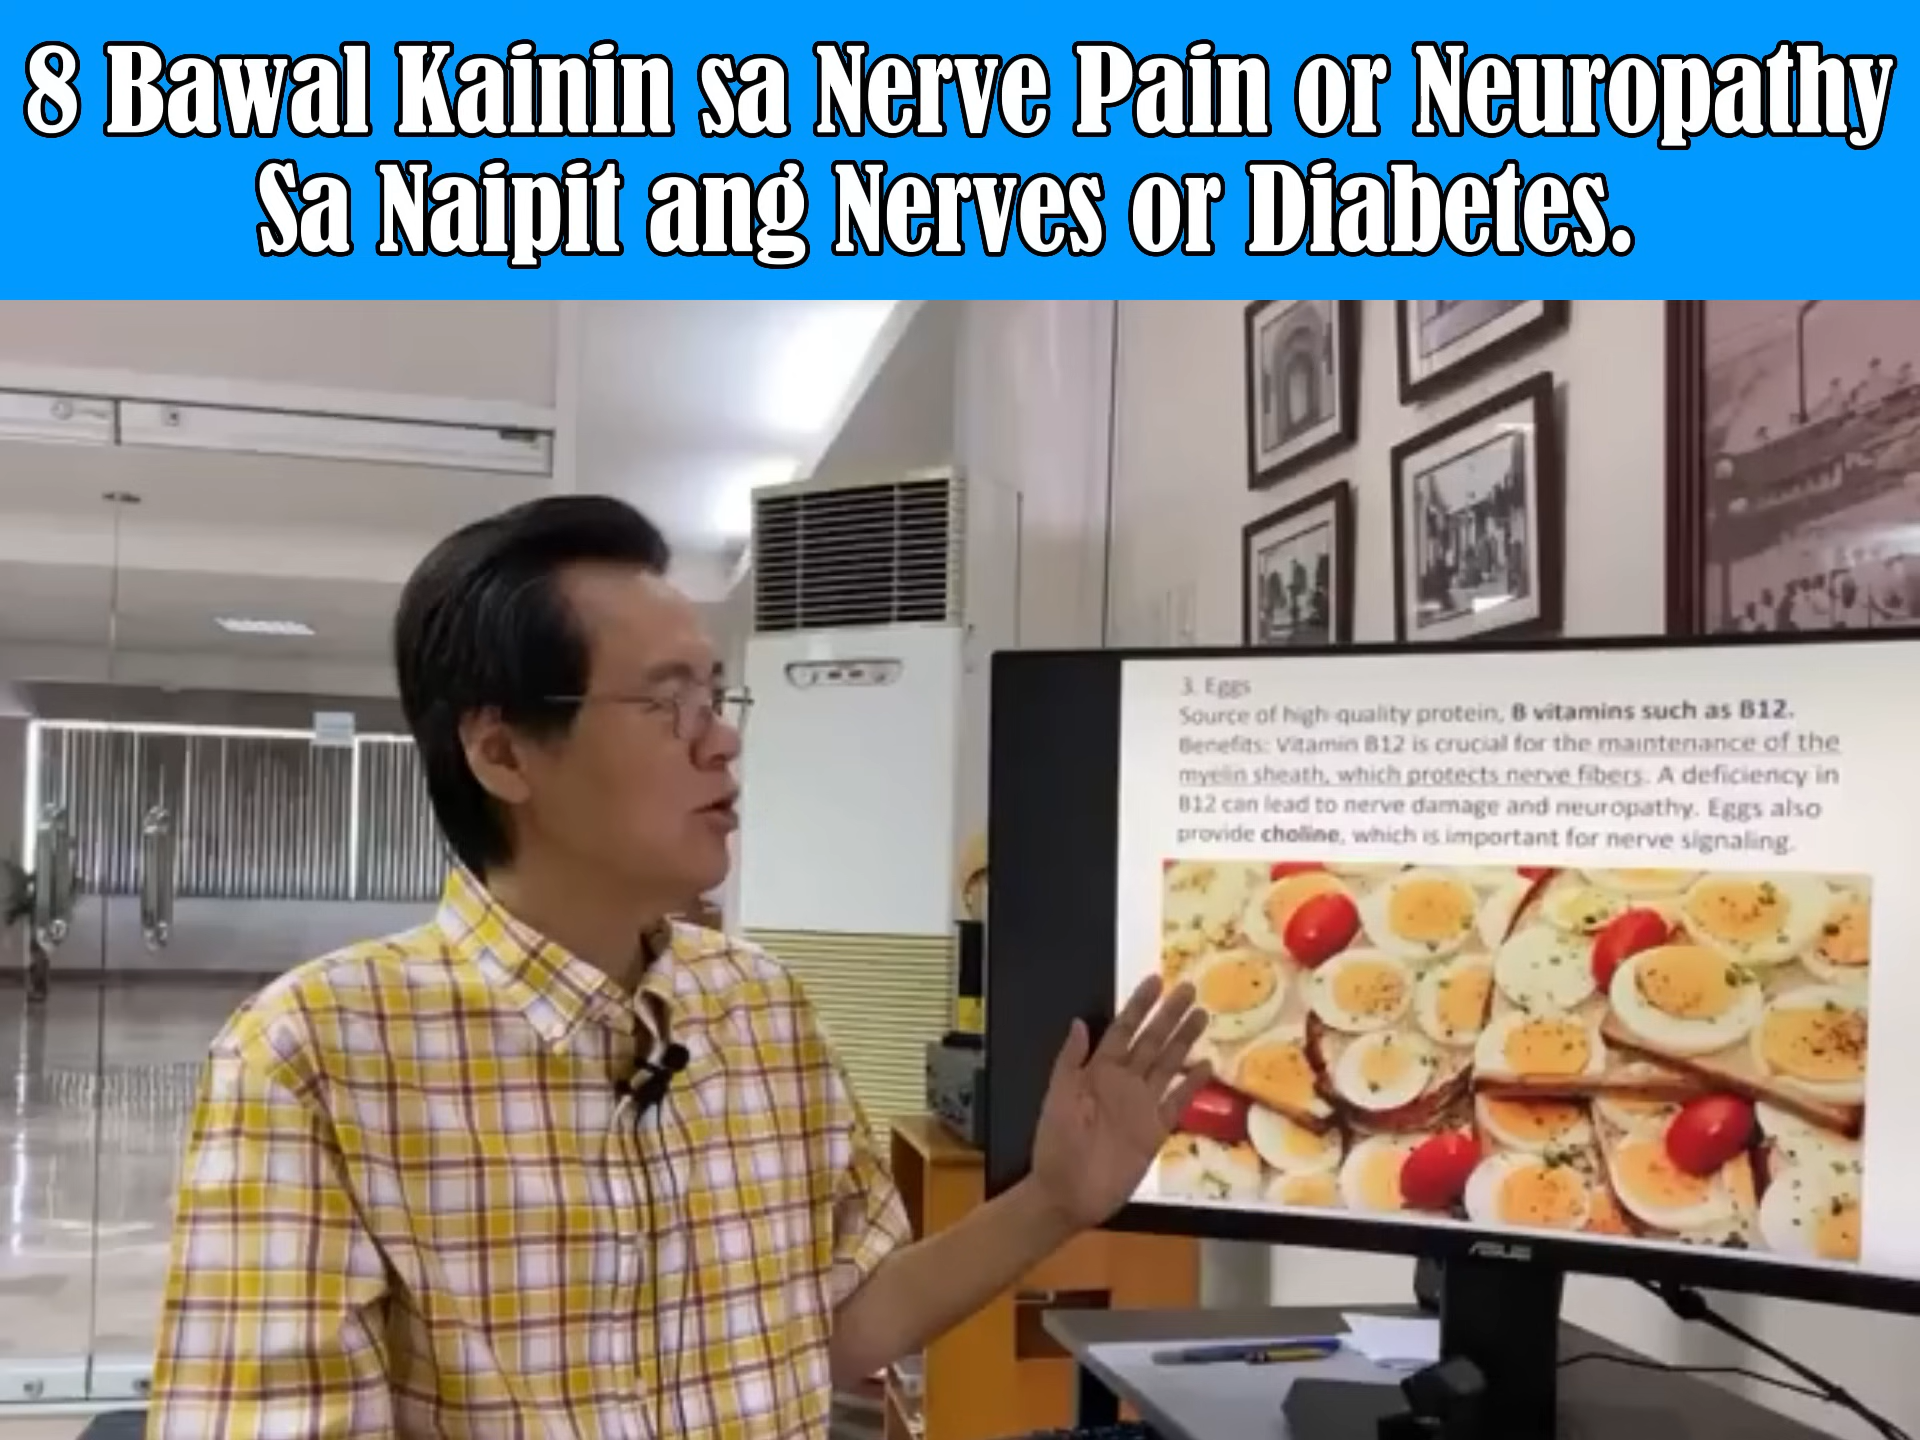 8 Bawal Kainin sa Nerve Pain or Neuropathy
Sa Naipit ang Nerves or Diabetes.
3. Eggs
Source of high-quality protein, B vitamins such as B12.
Benefits: Vitamin B12 is crucial for the maintenance of the
myelin sheath, which protects nerve fibers. A deficiency in
B12 can lead to nerve damage and neuropathy. Eggs also
provide choline, which is important for nerve signaling.
ASUS